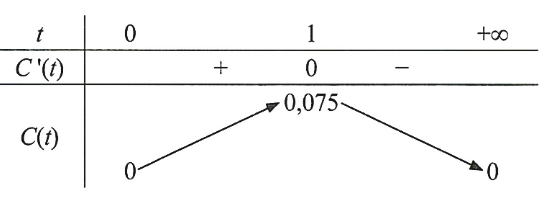 t 0 1 +∞
C'(t) + 0 −
0,075
C(t)
0 0